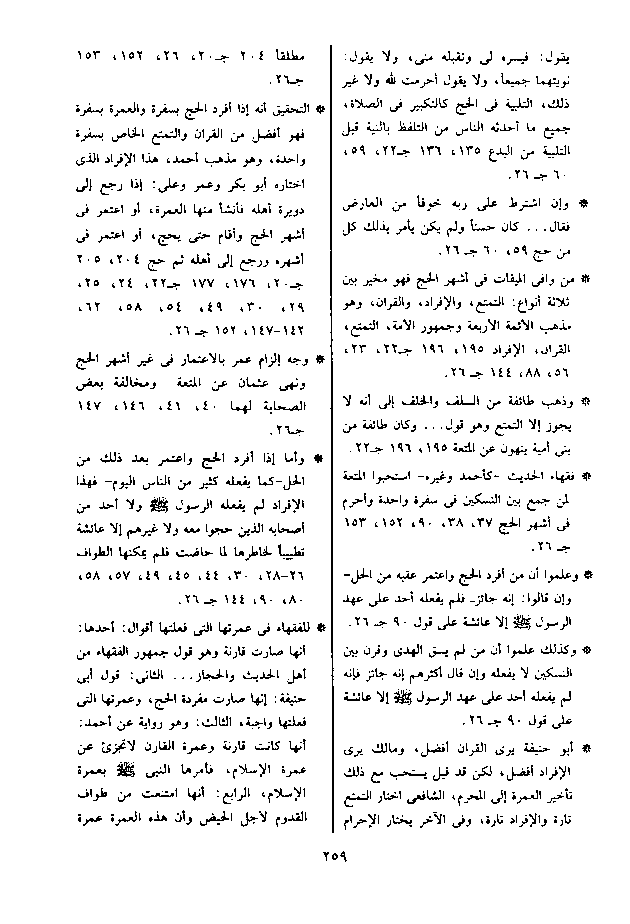 يقول: فيسره لى وتقبله منى، ولا يقول:
نويتهما جميعاً، ولا يقول أحرمت لله ولا غير
ذلك، التلبية فى الحج كالتكبير فى الصلاة،
جميع ما أحدثه الناس من التلفظ بالنية قبل
التلبية من البدع ١٣٥، ١٣٦ جـ٢٢، ٥٩،
٦٠ جـ ٢٦.
* وإن اشترط على ربه خوفاً من العارض
فقال... كان حسناً ولم يكن يأمر بذلك كل
من حج ٥٩، ٦٠ جـ ٢٦.
* من وافى الميقات فى أشهر الحج فهو مخير بين
ثلاثة أنواع: التمتع، والإفراد، والقران، وهو
مذهب الأئمة الأربعة وجمهور الأمة، التمتع،
القران، الإفراد ١٩٥، ١٩٦ جـ٢٢، ٢٣،
٥٦، ٨٨، ١٤٤ جـ ٢٦.
* وذهب طائفة من السلف والخلف إلى أنه لا
يجوز إلا التمتع وهو قول... وكان طائفة من
بنى أمية ينهون عن المتعة ١٩٥، ١٩٦ جـ٢٢.
* فقهاء الحديث -كأحمد وغيره- استحبوا المتعة
لمن جمع بين النسكين فى سفرة واحدة وأحرم
فى أشهر الحج ٣٧، ٣٨، ٩٠، ١٥٢، ١٥٣
جـ ٢٦.
* وعلموا أن من أفرد الحج واعتمر عقبه من الحل-
وإن قالوا: إنه جائز- فلم يفعله أحد على عهد
الرسول ﷺ إلا عائشة على قول ٩٠ جـ ٢٦.
* وكذلك علموا أن من لم يسق الهدى وقرن بين
النسكين لا يفعله وإن قال أكثرهم إنه جائز فإنه
لم يفعله أحد على عهد الرسول ﷺ إلا عائشة
على قول ٩٠ جـ ٢٦.
* أبو حنيفة يرى القران أفضل، ومالك يرى
الإفراد أفضل، لكن قد قيل يستحب مع ذلك
تأخير العمرة إلى المحرم، الشافعى اختار التمتع
تارة والإفراد تارة، وفى الآخر يختار الإحرام
مطلقاً ٢٠٤ جـ٢٠، ٢٦، ١٥٢، ١٥٣
جـ٢٦.
* التحقيق أنه إذا أفرد الحج بسفرة والعمرة بسفرة
فهو أفضل من القران والتمتع الخاص بسفرة
واحدة، وهو مذهب أحمد، هذا الإفراد الذى
اختاره أبو بكر وعمر وعلى: إذا رجع إلى
دويرة أهله فأنشأ منها العمرة، أو اعتمر فى
أشهر الحج وأقام حتى يحج، أو اعتمر فى
أشهره ورجع إلى أهله ثم حج ٢٠٤، ٢٠٥
جـ٢٠، ١٧٦، ١٧٧ جـ٢٢، ٢٤، ٢٥،
٢٩، ٣٠، ٤٩، ٥٤، ٥٨، ٦٢،
١٤٢-١٤٧، ١٥٢ جـ ٢٦.
* وجه إلزام عمر بالاعتمار فى غير أشهر الحج
ونهى عثمان عن المتعة ومخالفة بعض
الصحابة لهما ٤٠، ٤١، ١٤٦، ١٤٧
جـ٢٦.
* وأما إذا أفرد الحج واعتمر بعد ذلك من
الحل-كما يفعله كثير من الناس اليوم- فهذا
الإفراد لم يفعله الرسول ﷺ ولا أحد من
أصحابه الذين حجوا معه ولا غيرهم إلا عائشة
تطييباً لخاطرها لما حاضت فلم يمكنها الطواف
٢٦-٢٨، ٣٠، ٤٤، ٤٥، ٤٩، ٥٧، ٥٨،
٨٠، ٩٠، ١٤٤ جـ ٢٦.
* للفقهاء فى عمرتها التى فعلتها أقوال: أحدها:
أنها صارت قارنة وهو قول جمهور الفقهاء من
أهل الحديث والحجاز... الثانى: قول أبى
حنيفة: إنها صارت مفردة الحج، وعمرتها التى
فعلتها واجبة، الثالث: وهو رواية عن أحمد:
أنها كانت قارنة وعمرة القارن لاتجزئ عن
عمرة الإسلام، فأمرها النبى ﷺ بعمرة
الإسلام، الرابع: أنها امتنعت من طواف
القدوم لأجل الحيض وأن هذه العمرة عمرة
٢٥٩